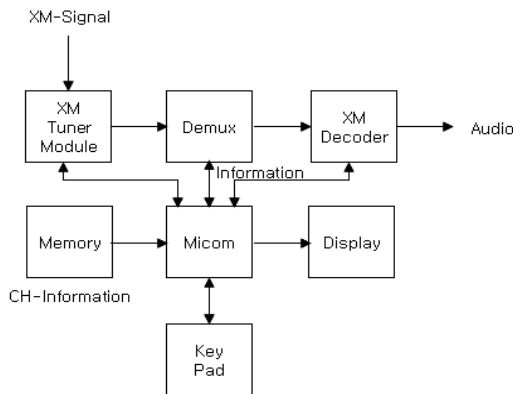 XM-Signal
XM
Tuner
Module
Demux
XM
Decoder
Audio
Information
Memory
Micom
Display
CH-Information
Key
Pad